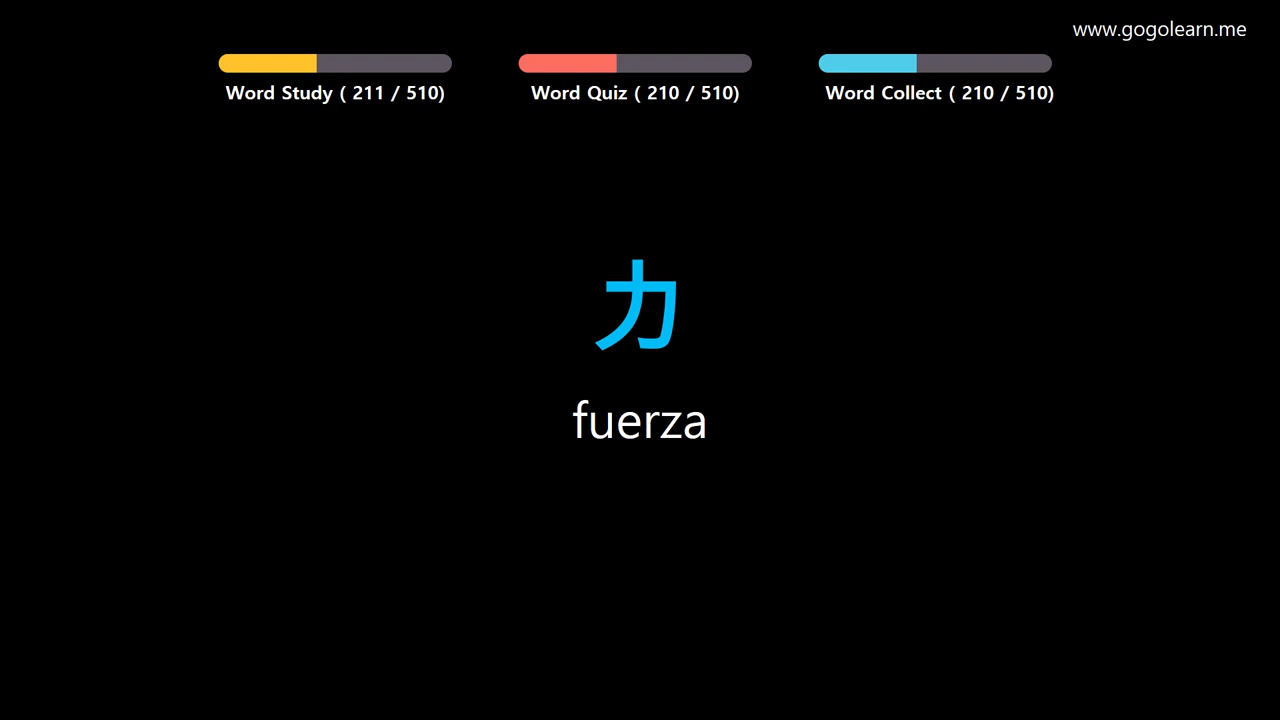 www.gogolearn.me
Word Study ( 211 / 510)
Word Quiz ( 210 / 510)
Word Collect ( 210 / 510)
力
fuerza